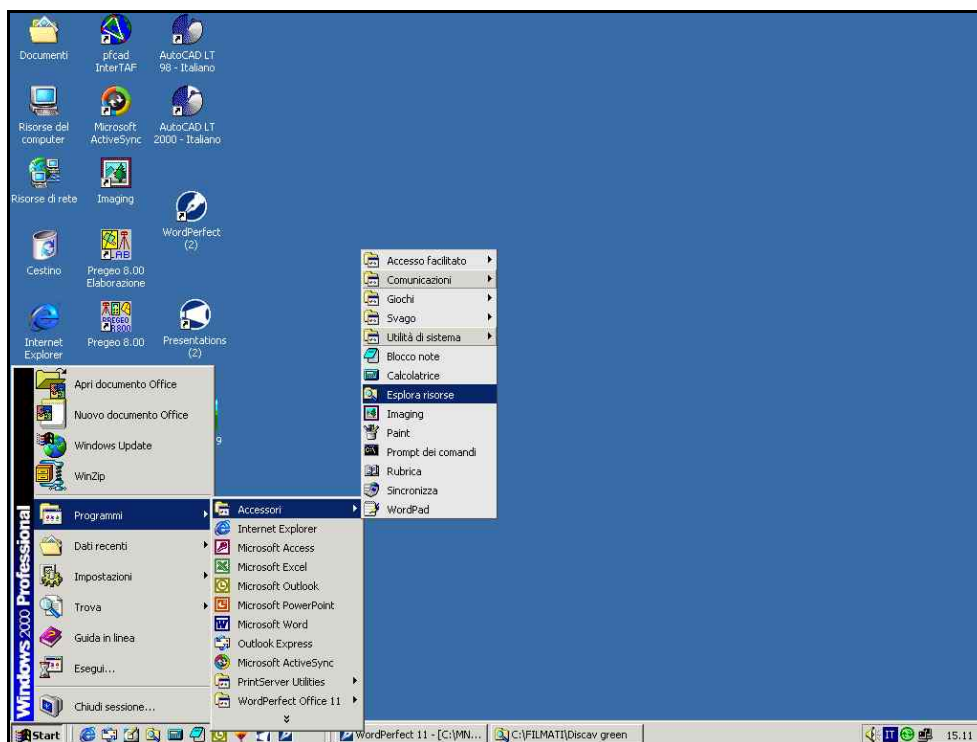 Documenti
pfcad
InterTAF
AutoCAD LT
98 - Italiano
Risorse del
computer
Microsoft
ActiveSync
AutoCAD LT
2000 - Italiano
Risorse di rete
Imaging
WordPerfect
(2)
Cestino
Pregeo 8.00
Elaborazione
Internet
Explorer
Pregeo 8.00
Presentations
(2)
9
Accesso facilitato
Comunicazioni
Giochi
Svago
Utilità di sistema
Blocco note
Calcolatrice
Esplora risorse
Imaging
Paint
Prompt dei comandi
Rubrica
Sincronizza
WordPad
Apri documento Office
Nuovo documento Office
Windows Update
WinZip
Programmi
Dati recenti
Impostazioni
Trova
Guida in linea
Esegui...
Chiudi sessione...
Windows 2000 Professional
Accessori
Internet Explorer
Microsoft Access
Microsoft Excel
Microsoft Outlook
Microsoft PowerPoint
Microsoft Word
Outlook Express
Microsoft ActiveSync
PrintServer Utilities
WordPerfect Office 11
Start
WordPerfect 11 - [C:\MN...
C:\FILMATI\Discav green
IT
15.11